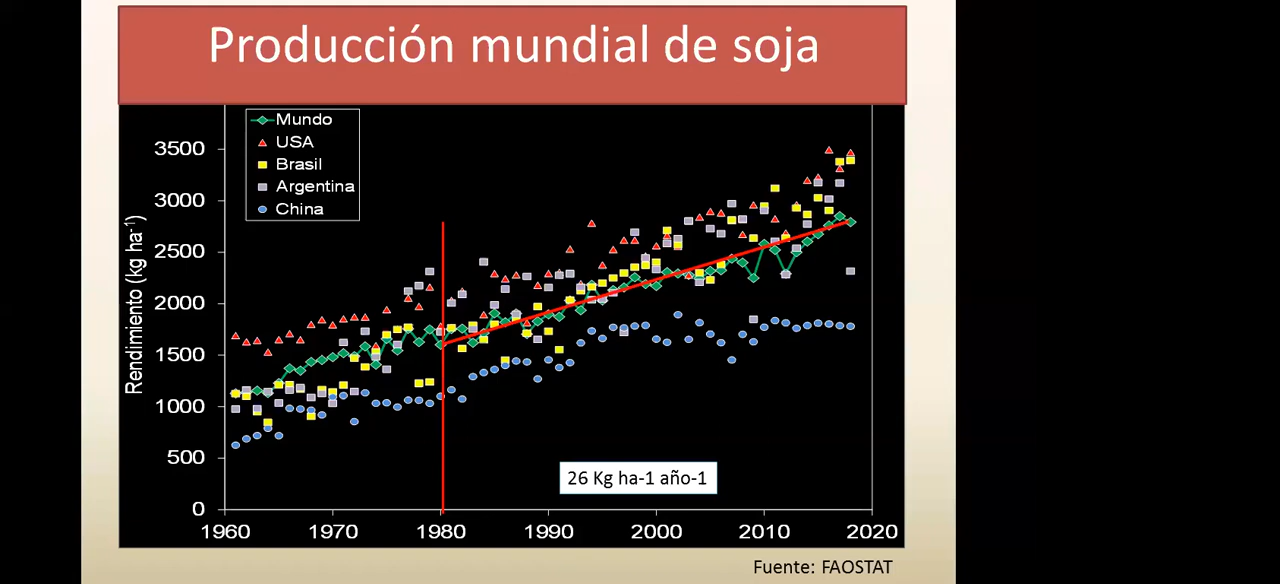 Producción mundial de soja
Mundo
USA
Brasil
Argentina
China
Rendimiento (kg ha-1)
3500
3000
2500
2000
1500
1000
500
0
26 Kg ha-1 año-1
1960 1970 1980 1990 2000 2010 2020
Fuente: FAOSTAT